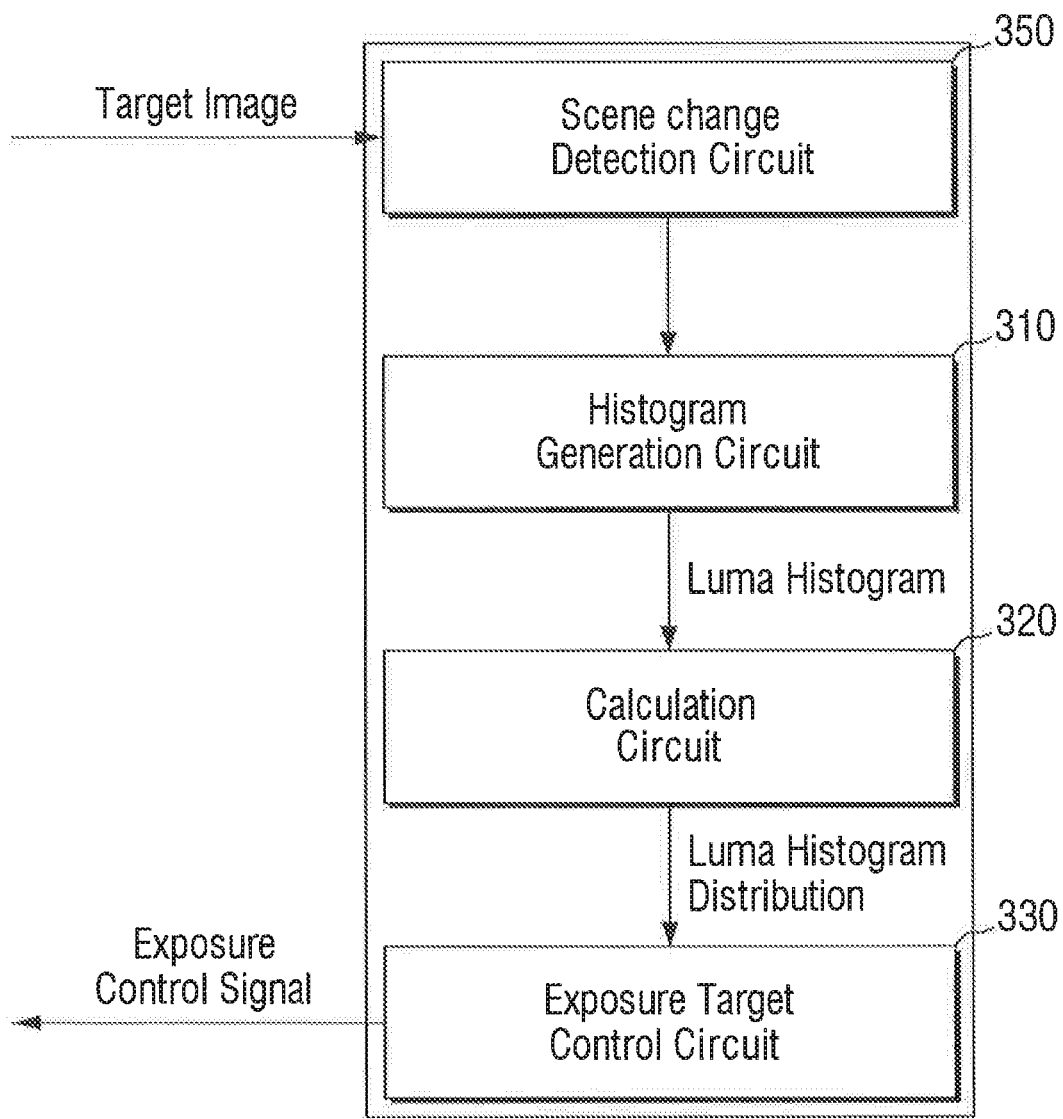 350
Target Image
Scene change
Detection Circuit
310
Histogram
Generation Circuit
Luma Histogram
320
Calculation
Circuit
Luma Histogram
Distribution
330
Exposure
Control Signal
Exposure Target
Control Circuit